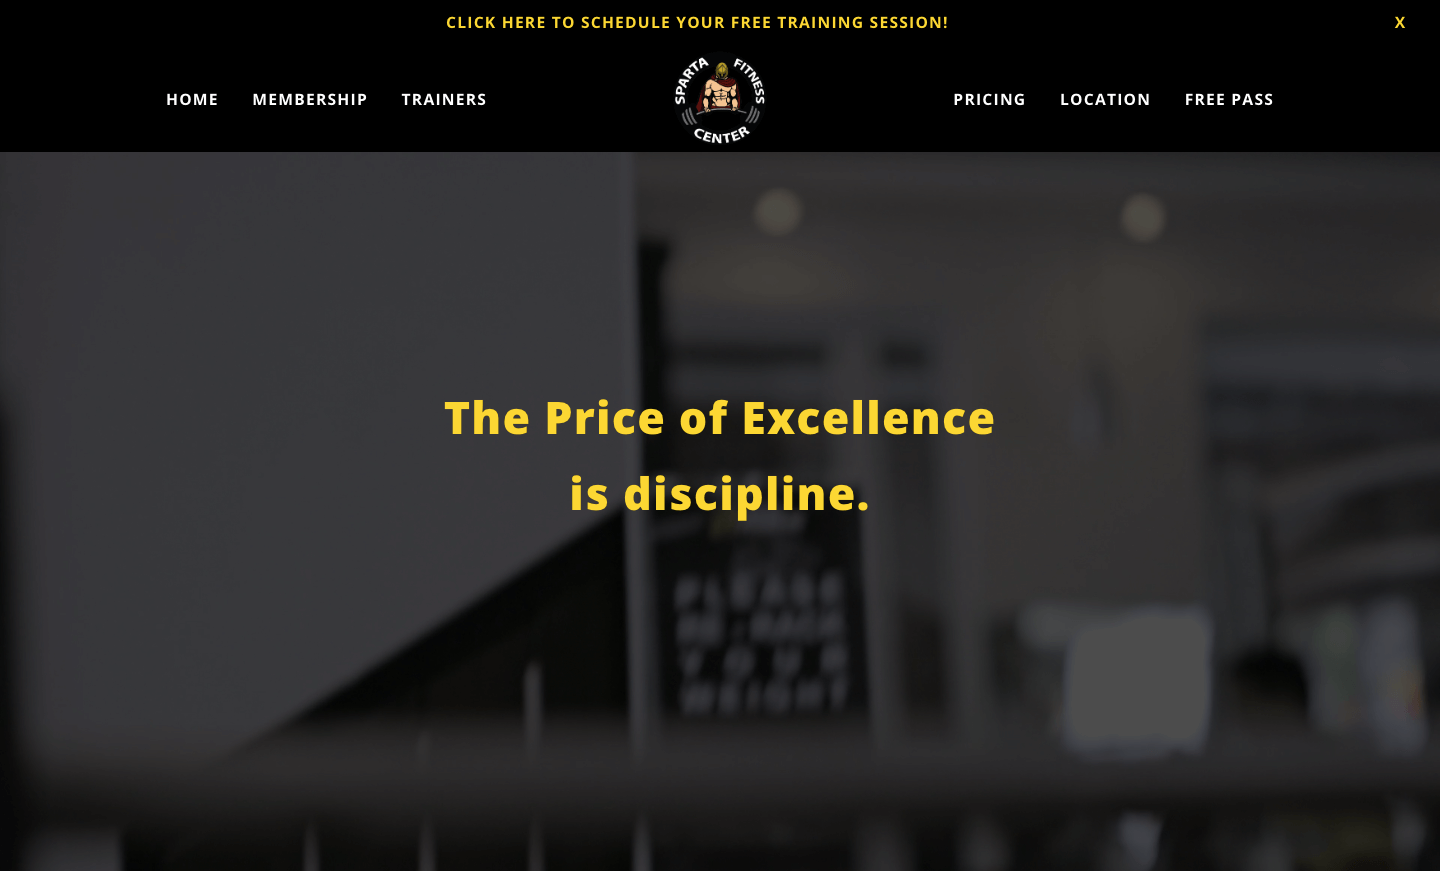 CLICK HERE TO SCHEDULE YOUR FREE TRAINING SESSION!
X
HOME
MEMBERSHIP
TRAINERS
SPARTA FITNESS
CENTER
PRICING
LOCATION
FREE PASS
The Price of Excellence
is discipline.
PLEASE
RE-RACK
YOUR
WEIGHT